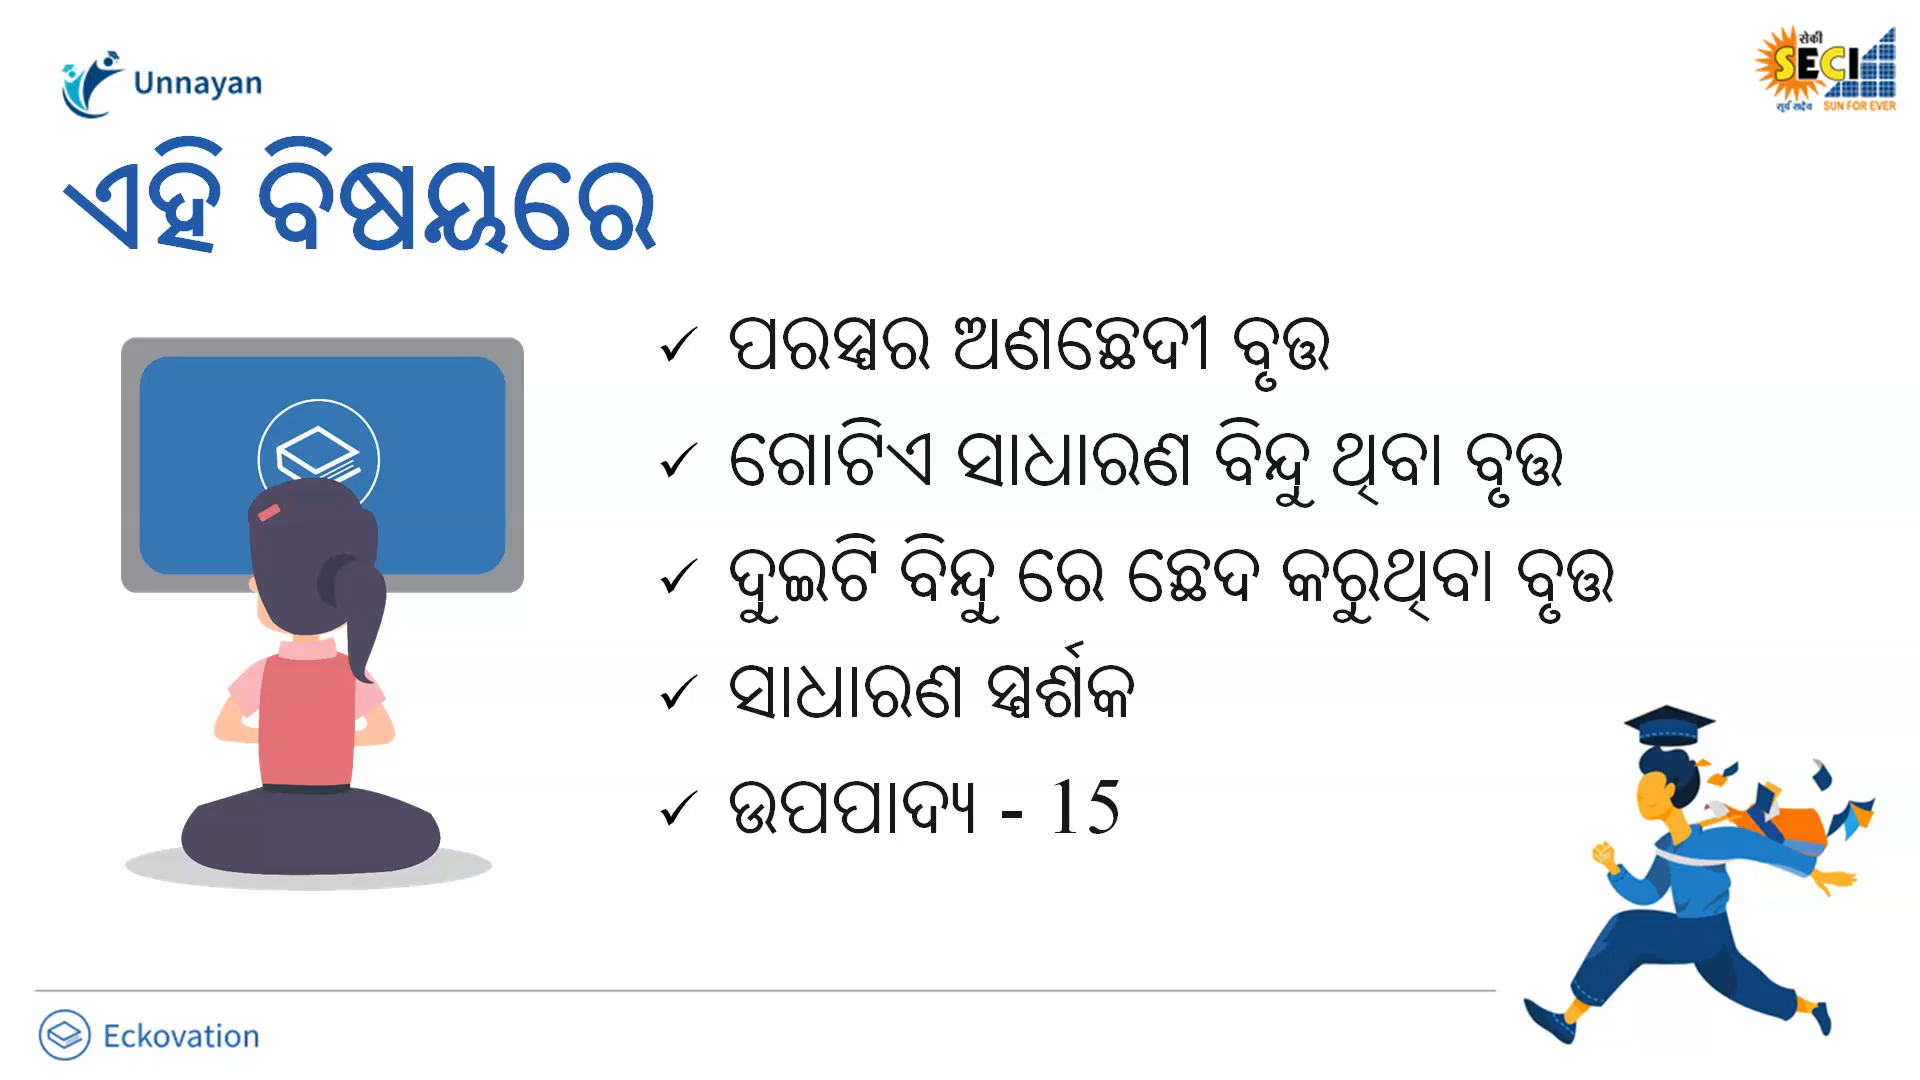 Unnayan
सेकी
SECI
सूर्य सदैव SUN FOR EVER
ଏହି ବିଷୟରେ
✓ ପରସ୍ପର ଅଣଛେଦୀ ବୃତ୍ତ
✓ ଗୋଟିଏ ସାଧାରଣ ବିନ୍ଦୁ ଥିବା ବୃତ୍ତ
✓ ଦୁଇଟି ବିନ୍ଦୁ ରେ ଛେଦ କରୁଥିବା ବୃତ୍ତ
✓ ସାଧାରଣ ସ୍ପର୍ଶକ
✓ ଉପପାଦ୍ୟ - 15
Eckovation